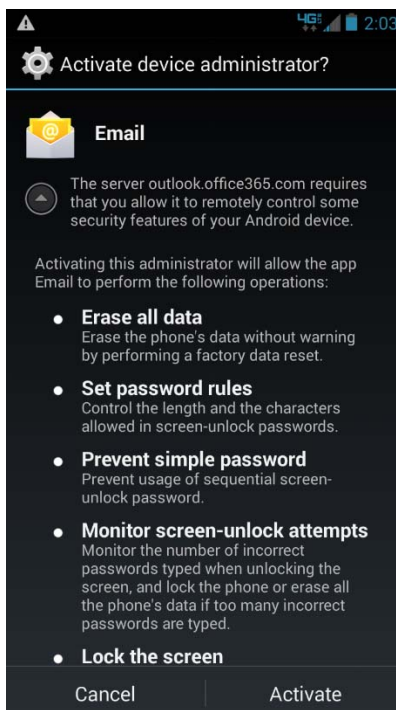 4G 2:03
Activate device administrator?
Email
The server outlook.office365.com requires
that you allow it to remotely control some
security features of your Android device.
Activating this administrator will allow the app
Email to perform the following operations:
● Erase all data
Erase the phone's data without warning
by performing a factory data reset.
● Set password rules
Control the length and the characters
allowed in screen-unlock passwords.
● Prevent simple password
Prevent usage of sequential screen-
unlock password.
● Monitor screen-unlock attempts
Monitor the number of incorrect
passwords typed when unlocking the
screen, and lock the phone or erase all
the phone's data if too many incorrect
passwords are typed.
● Lock the screen
Cancel Activate